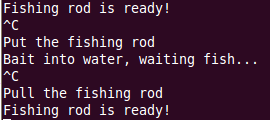 Fishing rod is ready!
^C
Put the fishing rod
Bait into water, waiting fish...
^C
Pull the fishing rod
Fishing rod is ready!